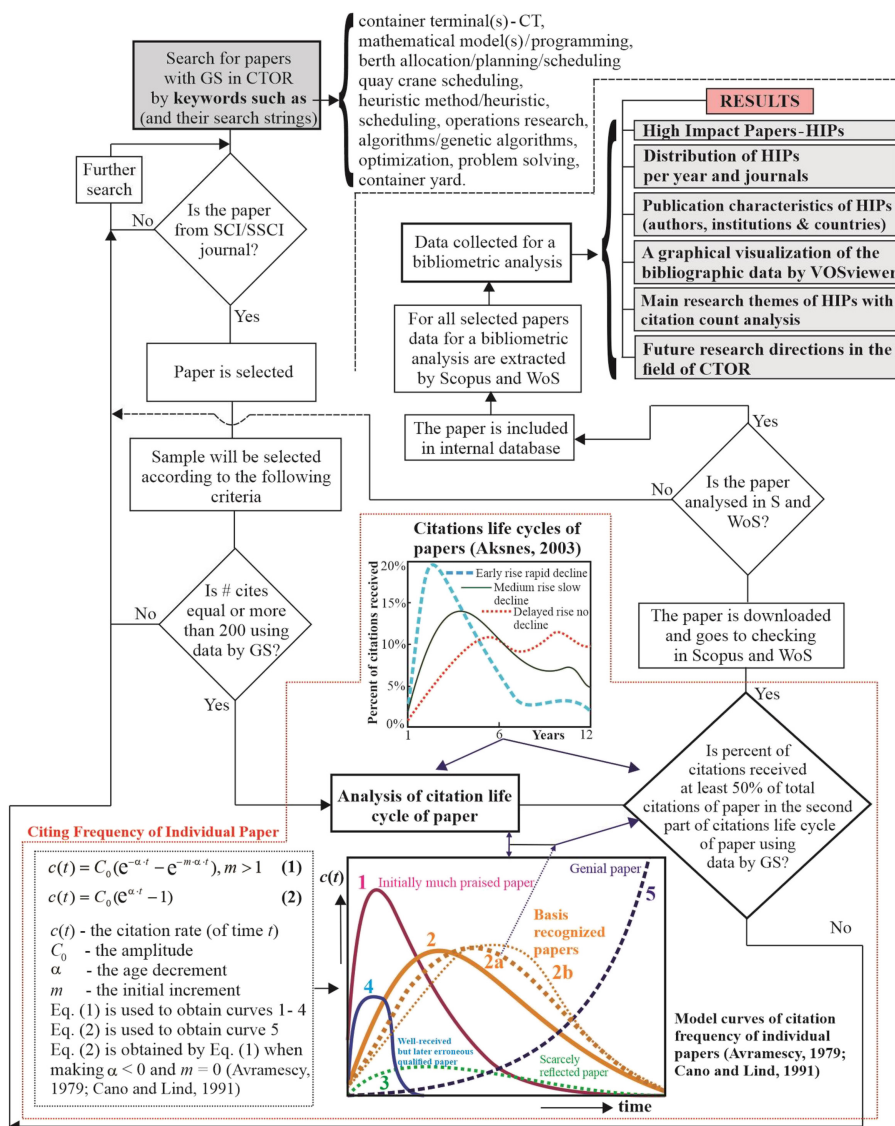 Search for papers
with GS in CTOR
by keywords such as
(and their search strings)
container terminal(s)-CT,
mathematical model(s)/programming,
berth allocation/planning/scheduling
quay crane scheduling,
heuristic method/heuristic,
scheduling, operations research,
algorithms/genetic algorithms,
optimization, problem solving,
container yard.
RESULTS
High Impact Papers-HIPs
Distribution of HIPs
per year and journals
Publication characteristics of HIPs
(authors, institutions & countries)
A graphical visualization of the
bibliographic data by VOSviewer
Main research themes of HIPs with
citation count analysis
Future research directions in the
field of CTOR
Further
search
No
Is the paper
from SCI/SSCI
journal?
Yes
Data collected for a
bibliometric analysis
For all selected papers
data for a bibliometric
analysis are extracted
by Scopus and WoS
Paper is selected
The paper is included
in internal database
Yes
Sample will be selected
according to the following
criteria
No
Is the paper
analysed in S and
WoS?
Is # cites
equal or more
than 200 using
data by GS?
No
Yes
Citations life cycles of
papers (Aksnes, 2003)
Percent of citations received
20%
15%
10%
5%
0%
Early rise rapid decline
Medium rise slow
decline
Delayed rise no
decline
1
6
12
Years
The paper is downloaded
and goes to checking
in Scopus and WoS
Yes
Is percent of
citations received
at least 50% of total
citations of paper in the second
part of citations life cycle
of paper using
data by GS?
No
Analysis of citation life
cycle of paper
Citing Frequency of Individual Paper
c(t) = C₀(e^(−α·t) − e^(−m·α·t)), m > 1 (1)
c(t) = C₀(e^(α·t) − 1) (2)
c(t) - the citation rate (of time t)
C₀ - the amplitude
α - the age decrement
m - the initial increment
Eq. (1) is used to obtain curves 1-4
Eq. (2) is used to obtain curve 5
Eq. (2) is obtained by Eq. (1) when
making α < 0 and m = 0 (Avramescy,
1979; Cano and Lind, 1991)
c(t)
1
Initially much praised paper
Genial paper
5
2
Basis
recognized
papers
2a
2b
4
Well-received
but later erroneous
qualified paper
3
Scarcely
reflected paper
time
Model curves of citation
frequency of individual
papers (Avramescy, 1979;
Cano and Lind, 1991)